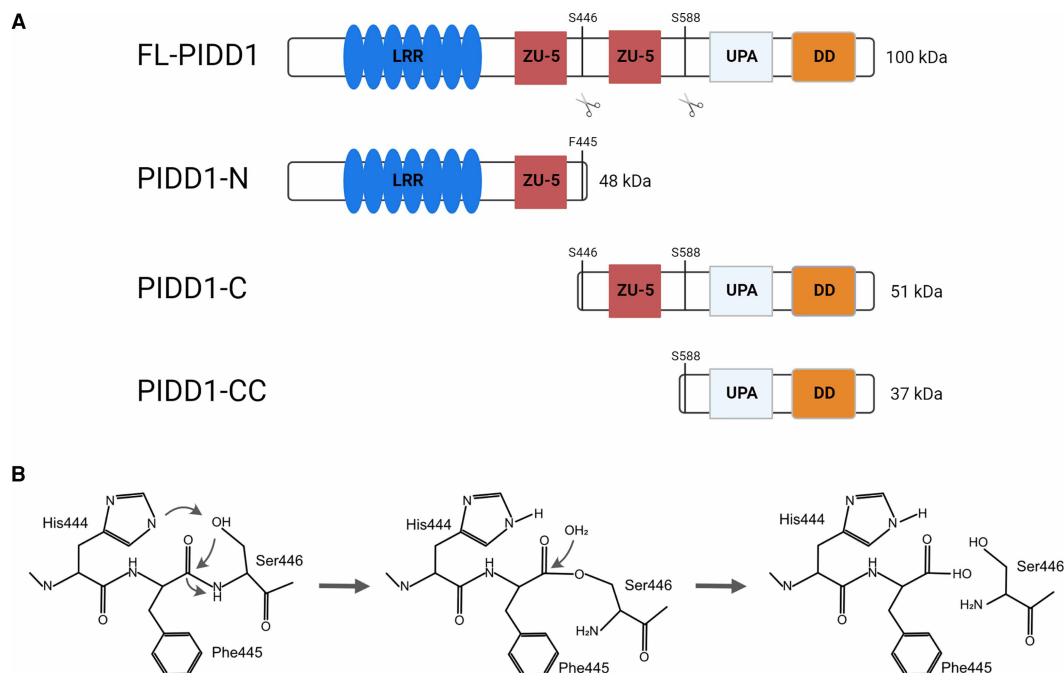 A
S446 S588
FL-PIDD1 LRR ZU-5 ZU-5 UPA DD 100 kDa
F445
PIDD1-N LRR ZU-5 48 kDa
S446 S588
PIDD1-C ZU-5 UPA DD 51 kDa
S588
PIDD1-CC UPA DD 37 kDa
B
His444 N N OH Ser446 O H N N H N O O Phe445
His444 N N H OH₂ O H N O Ser446 N O H₂N O Phe445
His444 N N H O HO H N HO Ser446 N O H₂N O Phe445